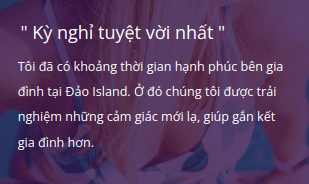 " Kỳ nghỉ tuyệt vời nhất "
Tôi đã có khoảng thời gian hạnh phúc bên gia
đình tại Đảo Island. Ở đó chúng tôi được trải
nghiệm những cảm giác mới lạ, giúp gắn kết
gia đình hơn.